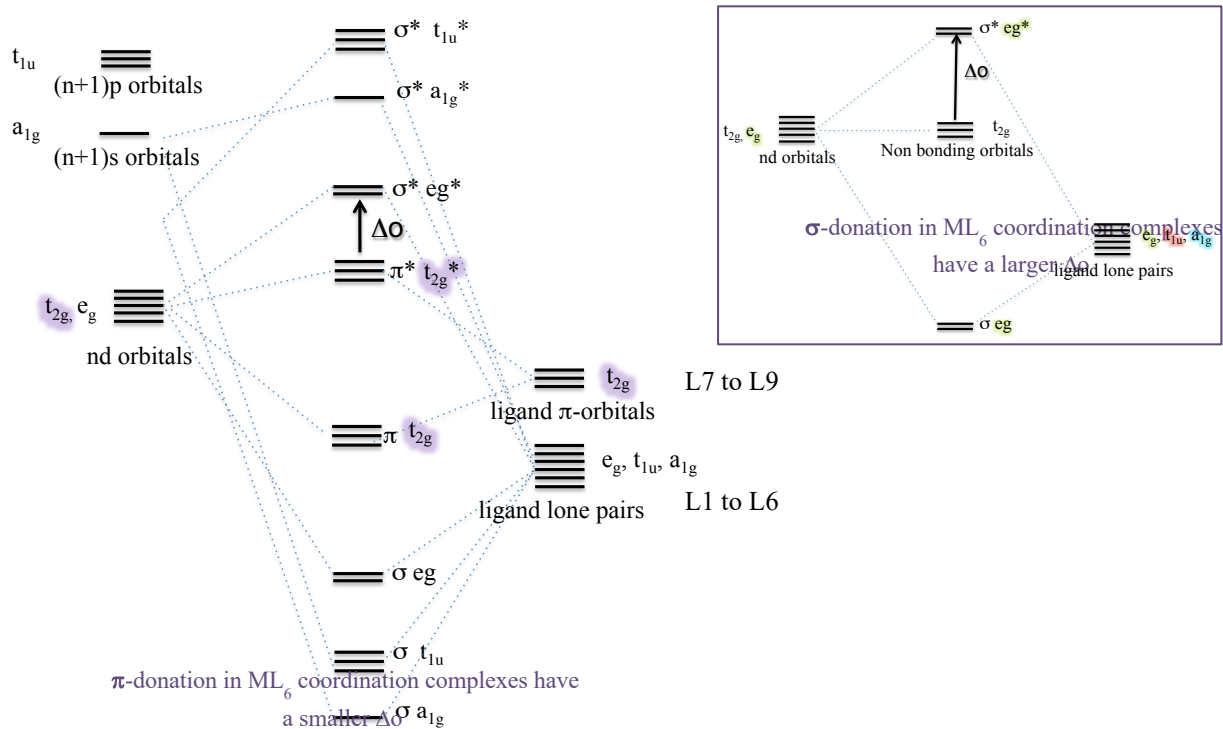 σ* t₁ᵤ*
t₁ᵤ
(n+1)p orbitals
σ* a₁g*
a₁g
(n+1)s orbitals
σ* eg*
Δo
π* t₂g*
t₂g, eg
nd orbitals
t₂g
L7 to L9
ligand π-orbitals
π t₂g
eg, t₁ᵤ, a₁g
ligand lone pairs
L1 to L6
σ eg
σ t₁ᵤ
π-donation in ML₆ coordination complexes have
a smaller Δo
σ a₁g
σ* eg*
Δo
t₂g, eg
nd orbitals
t₂g
Non bonding orbitals
σ-donation in ML₆ coordination complexes
have a larger Δo
eg, t₁ᵤ, a₁g
ligand lone pairs
σ eg